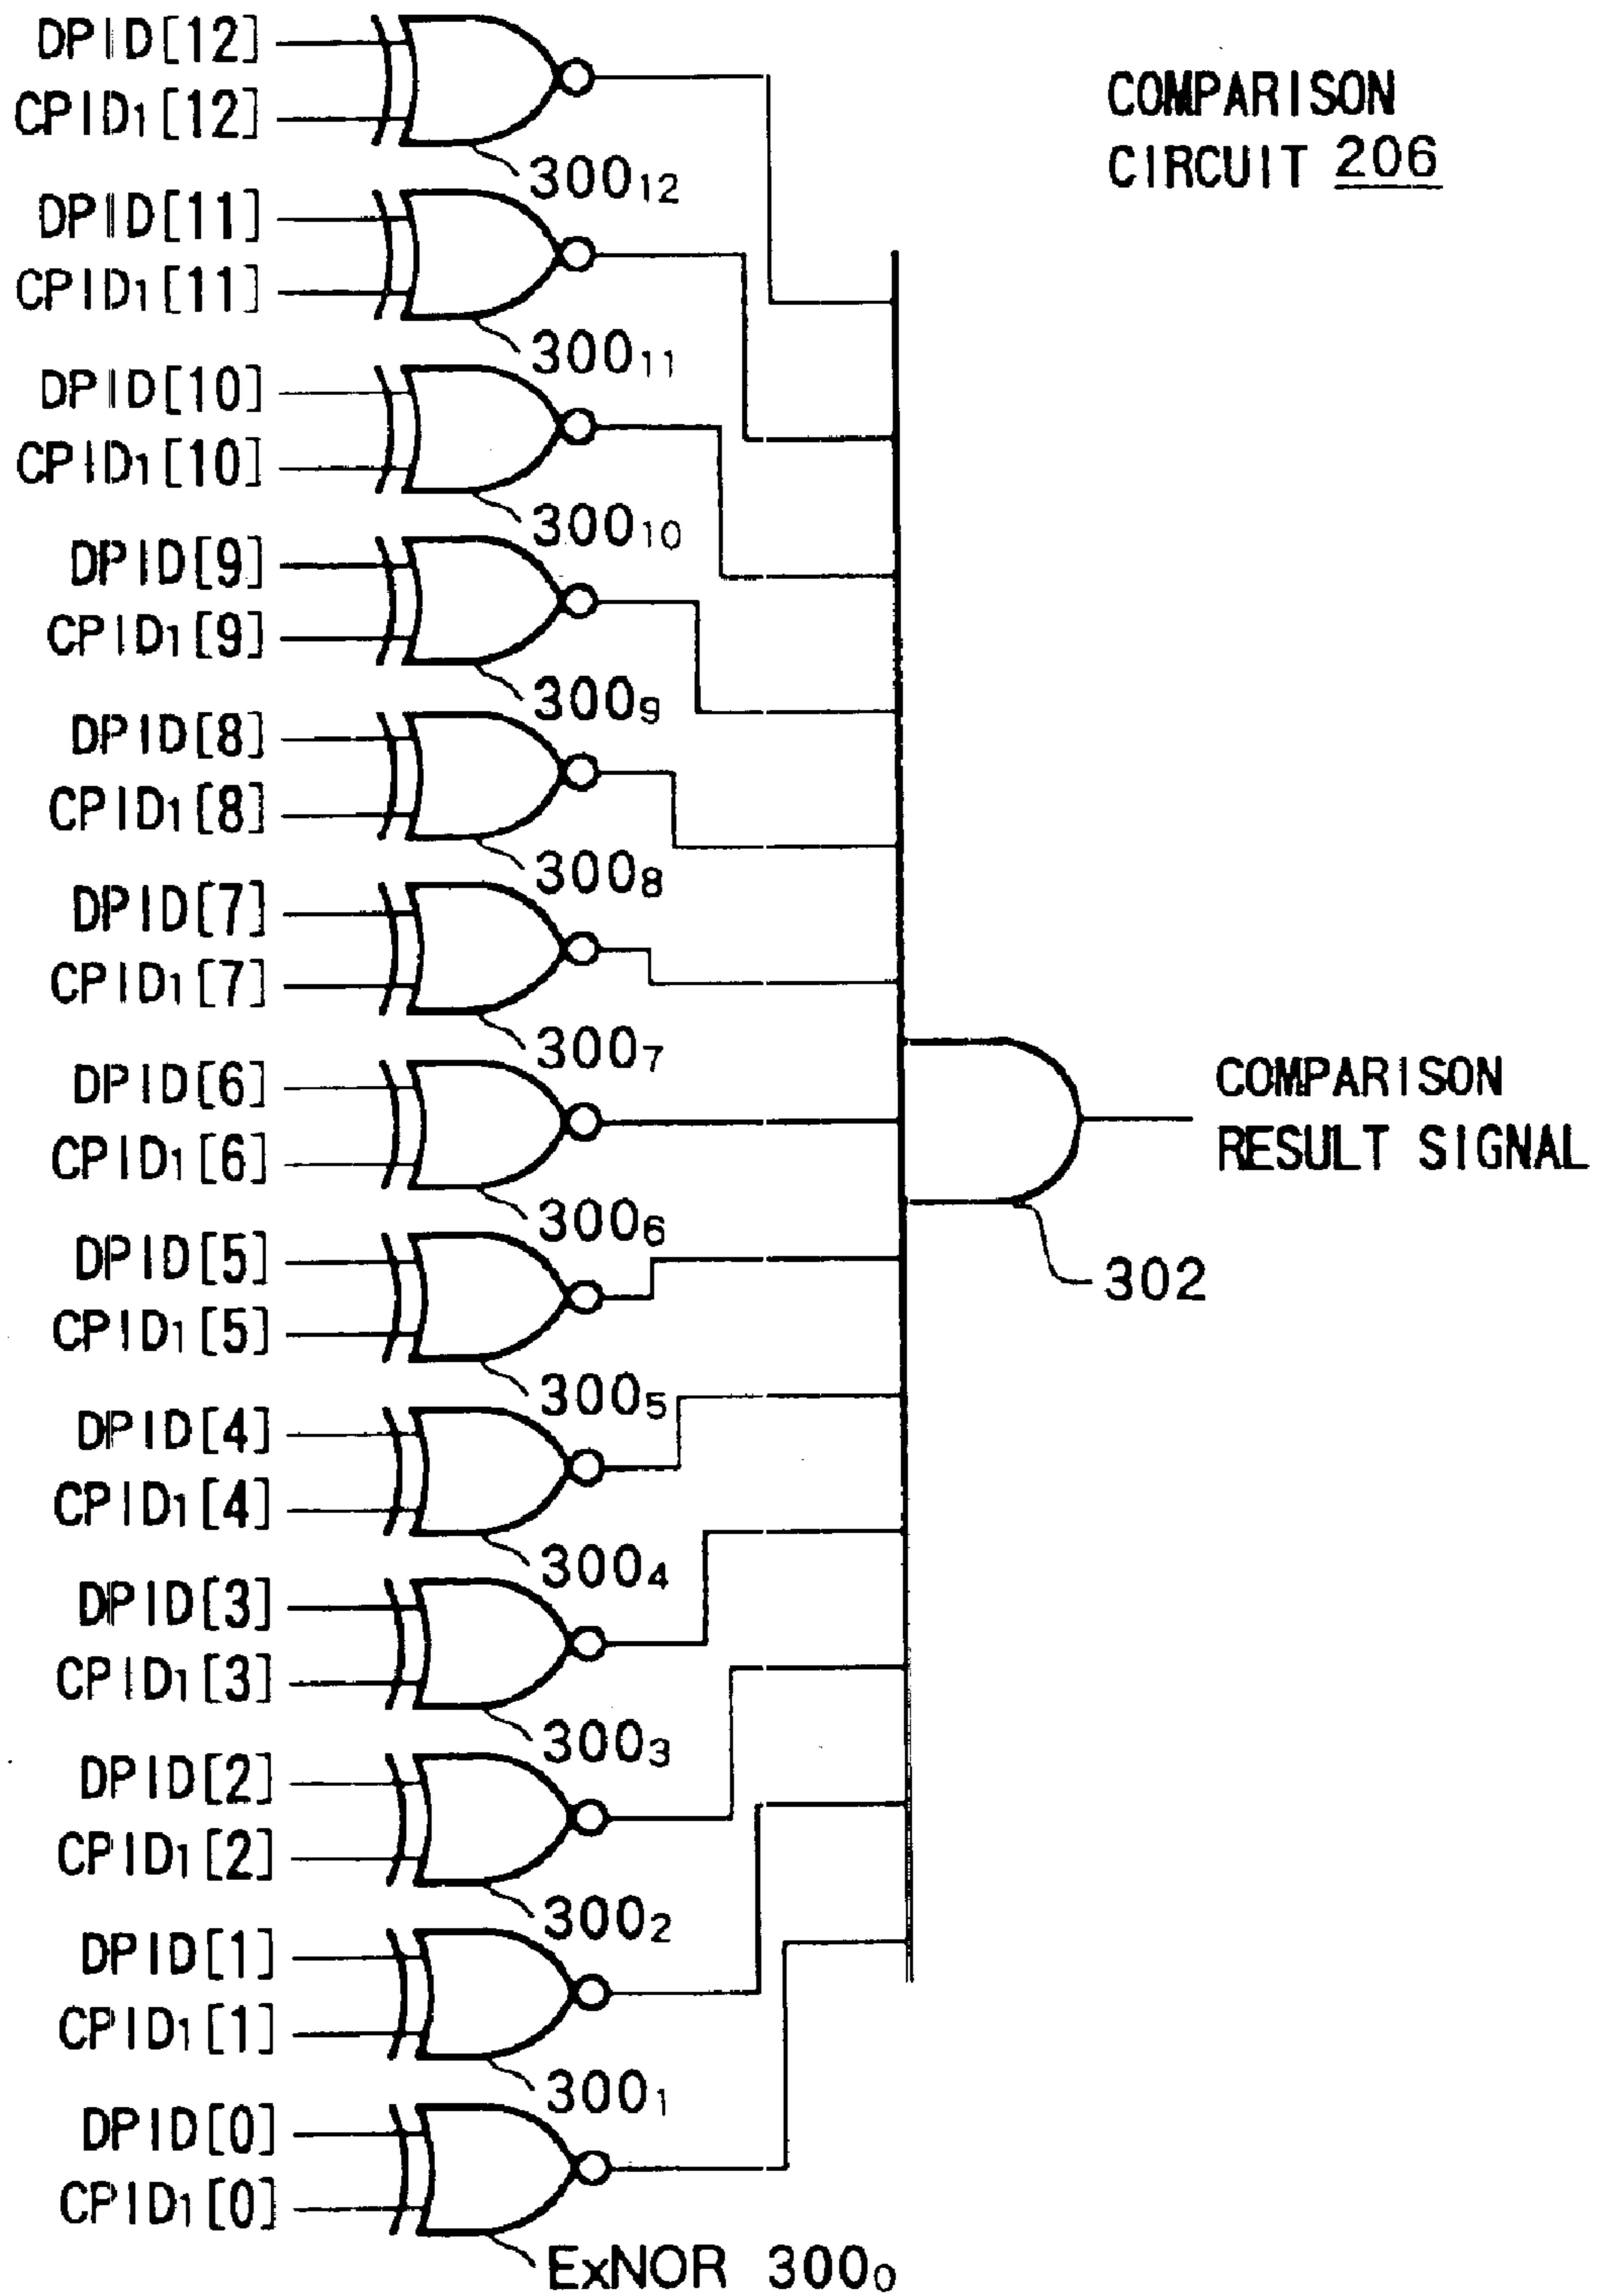 DPID[12]
CPID₁[12]
300₁₂
COMPARISON
CIRCUIT 206
DPID[11]
CPID₁[11]
300₁₁
DPID[10]
CPID₁[10]
300₁₀
DPID[9]
CPID₁[9]
300₉
DPID[8]
CPID₁[8]
300₈
DPID[7]
CPID₁[7]
300₇
DPID[6]
CPID₁[6]
300₆
COMPARISON
RESULT SIGNAL
302
DPID[5]
CPID₁[5]
300₅
DPID[4]
CPID₁[4]
300₄
DPID[3]
CPID₁[3]
300₃
DPID[2]
CPID₁[2]
300₂
DPID[1]
CPID₁[1]
300₁
DPID[0]
CPID₁[0]
ExNOR 300₀